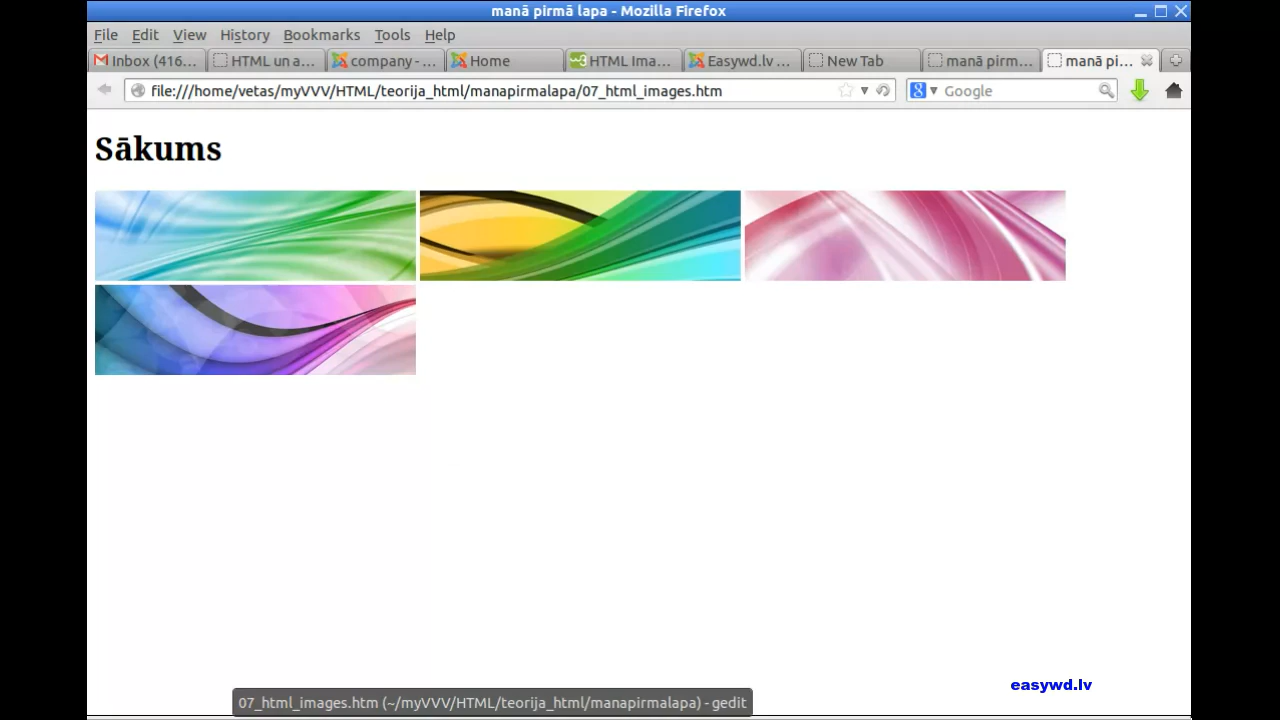 manā pirmā lapa - Mozilla Firefox
File Edit View History Bookmarks Tools Help
Inbox (416... HTML un a... company - ... Home HTML Ima... Easywd.lv ... New Tab manā pirm... manā pi...
file:///home/vetas/myVVV/HTML/teorija_html/manapirmalapa/07_html_images.htm Google
Sākums
easywd.lv
07_html_images.htm (~/myVVV/HTML/teorija_html/manapirmalapa) - gedit